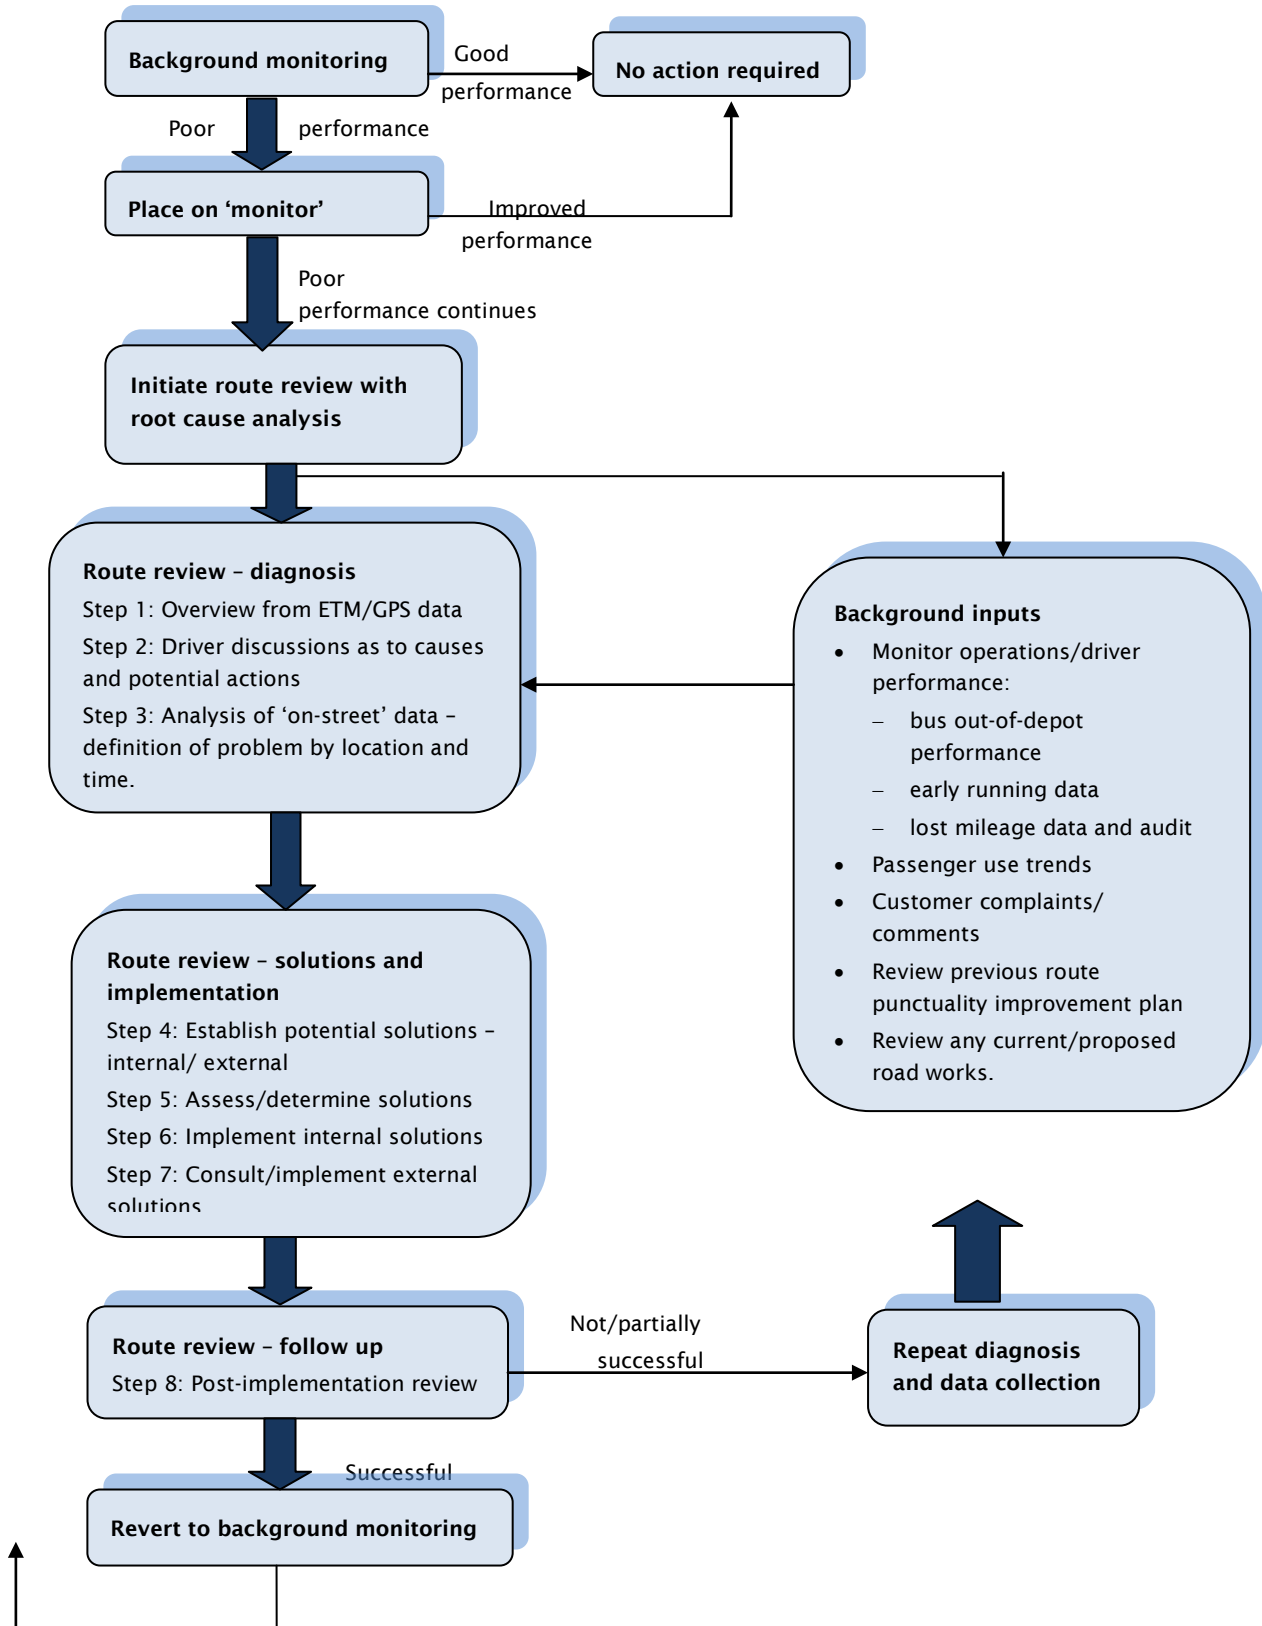 Background monitoring
Good
performance
No action required
Poor performance
Place on ‘monitor’
Improved
performance
Poor
performance continues
Initiate route review with
root cause analysis
Route review – diagnosis
Step 1: Overview from ETM/GPS data
Step 2: Driver discussions as to causes
and potential actions
Step 3: Analysis of ‘on-street’ data –
definition of problem by location and
time.
Background inputs
• Monitor operations/driver
performance:
– bus out-of-depot
performance
– early running data
– lost mileage data and audit
• Passenger use trends
• Customer complaints/
comments
• Review previous route
punctuality improvement plan
• Review any current/proposed
road works.
Route review – solutions and
implementation
Step 4: Establish potential solutions –
internal/ external
Step 5: Assess/determine solutions
Step 6: Implement internal solutions
Step 7: Consult/implement external
solutions
Route review – follow up
Step 8: Post-implementation review
Not/partially
successful
Repeat diagnosis
and data collection
Successful
Revert to background monitoring